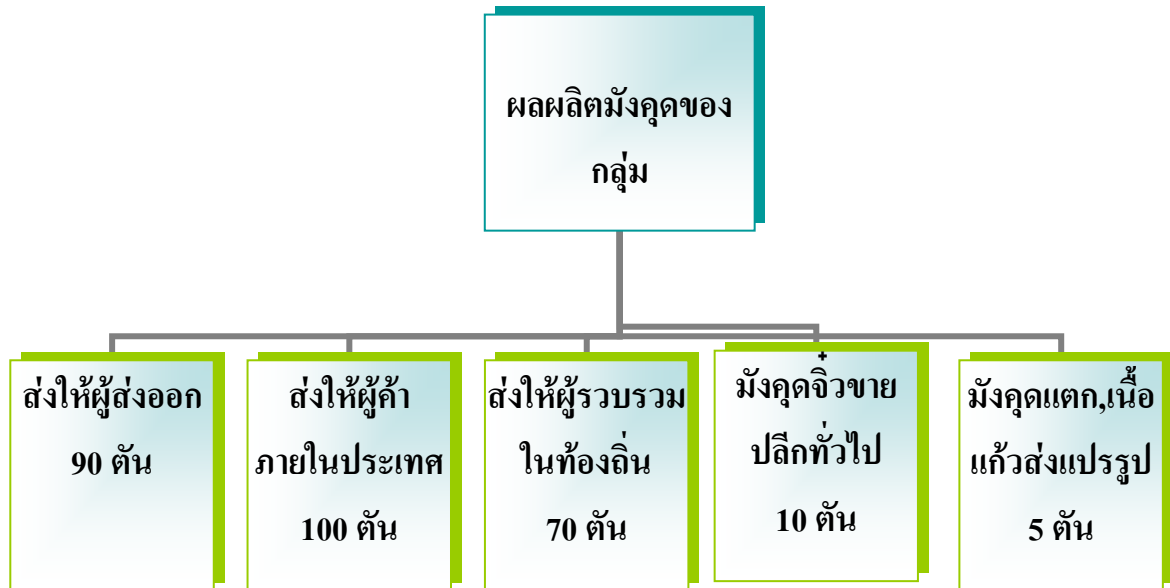 ผลผลิตมังคุดของ
กลุ่ม
ส่งให้ผู้ส่งออก
90 ตัน
ส่งให้ผู้ค้า
ภายในประเทศ
100 ตัน
ส่งให้ผู้รวบรวม
ในท้องถิ่น
70 ตัน
มังคุดจิ๋วขาย
ปลีกทั่วไป
10 ตัน
มังคุดแตก,เนื้อ
แก้วส่งแปรรูป
5 ตัน